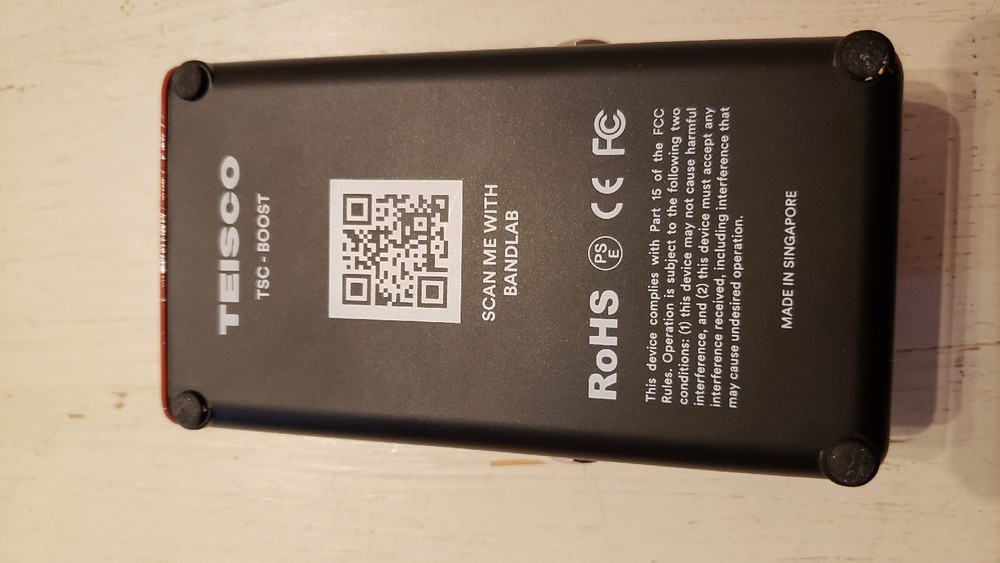 TEISCO
TSC-BOOST
SCAN ME WITH
BANDLAB
RoHS PSE CE FC
This device complies with Part 15 of the FCC
Rules. Operation is subject to the following two
conditions: (1) this device may not cause harmful
interference, and (2) this device must accept any
interference received, including interference that
may cause undesired operation.
MADE IN SINGAPORE